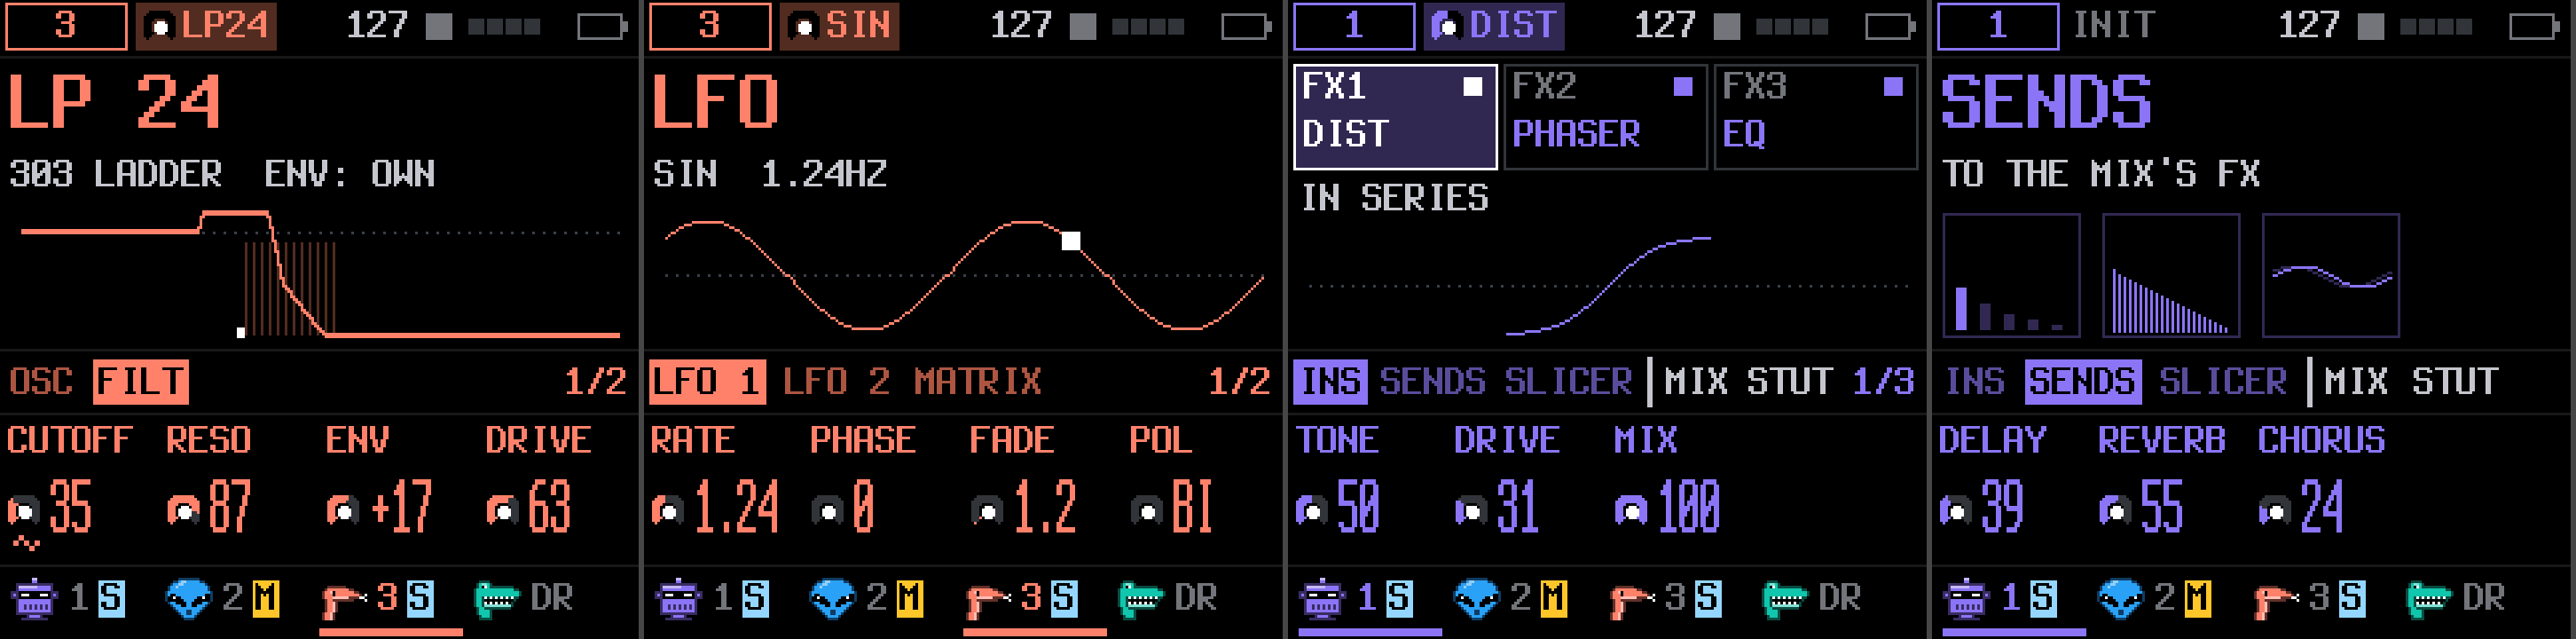 3 LP24 127
LP 24
303 LADDER ENV: OWN
OSC FILT 1/2
CUTOFF RESO ENV DRIVE
35 87 +17 63
1 S 2 M 3 S DR
3 SIN 127
LFO
SIN 1.24HZ
LFO 1 LFO 2 MATRIX 1/2
RATE PHASE FADE POL
1.24 0 1.2 BI
1 S 2 M 3 S DR
1 DIST 127
FX1 FX2 FX3
DIST PHASER EQ
IN SERIES
INS SENDS SLICER MIX STUT 1/3
TONE DRIVE MIX
50 31 100
1 S 2 M 3 S DR
1 INIT 127
SENDS
TO THE MIX'S FX
INS SENDS SLICER MIX STUT
DELAY REVERB CHORUS
39 55 24
1 S 2 M 3 S DR